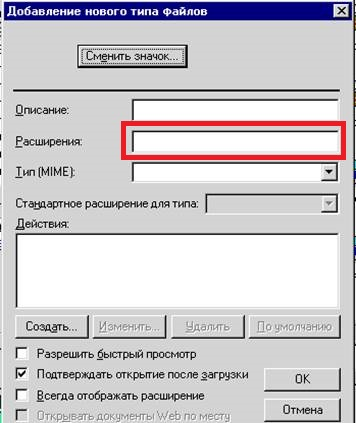 Добавление нового типа файлов
Сменить значок...
Описание:
Расширения:
Тип (MIME):
Стандартное расширение для типа:
Действия:
Создать... Изменить... Удалить По умолчанию
Разрешить быстрый просмотр
Подтверждать открытие после загрузки
Всегда отображать расширение
Открывать документы Web по месту
OK
Отмена